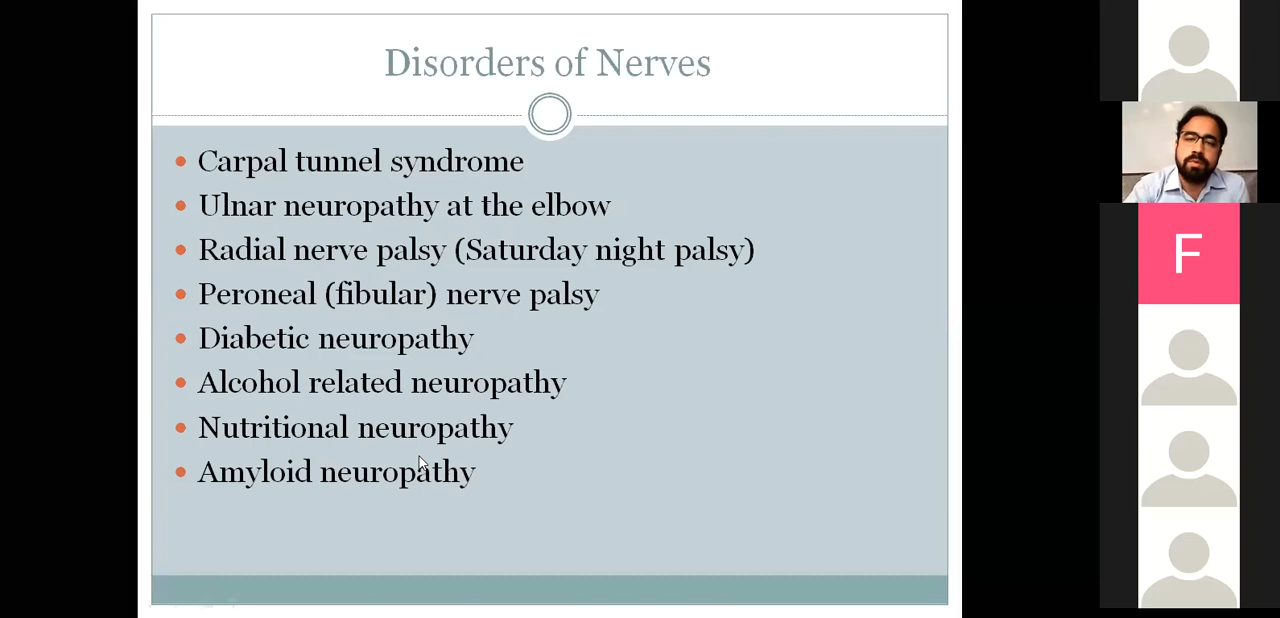 Disorders of Nerves
Carpal tunnel syndrome
Ulnar neuropathy at the elbow
Radial nerve palsy (Saturday night palsy)
Peroneal (fibular) nerve palsy
Diabetic neuropathy
Alcohol related neuropathy
Nutritional neuropathy
Amyloid neuropathy
F